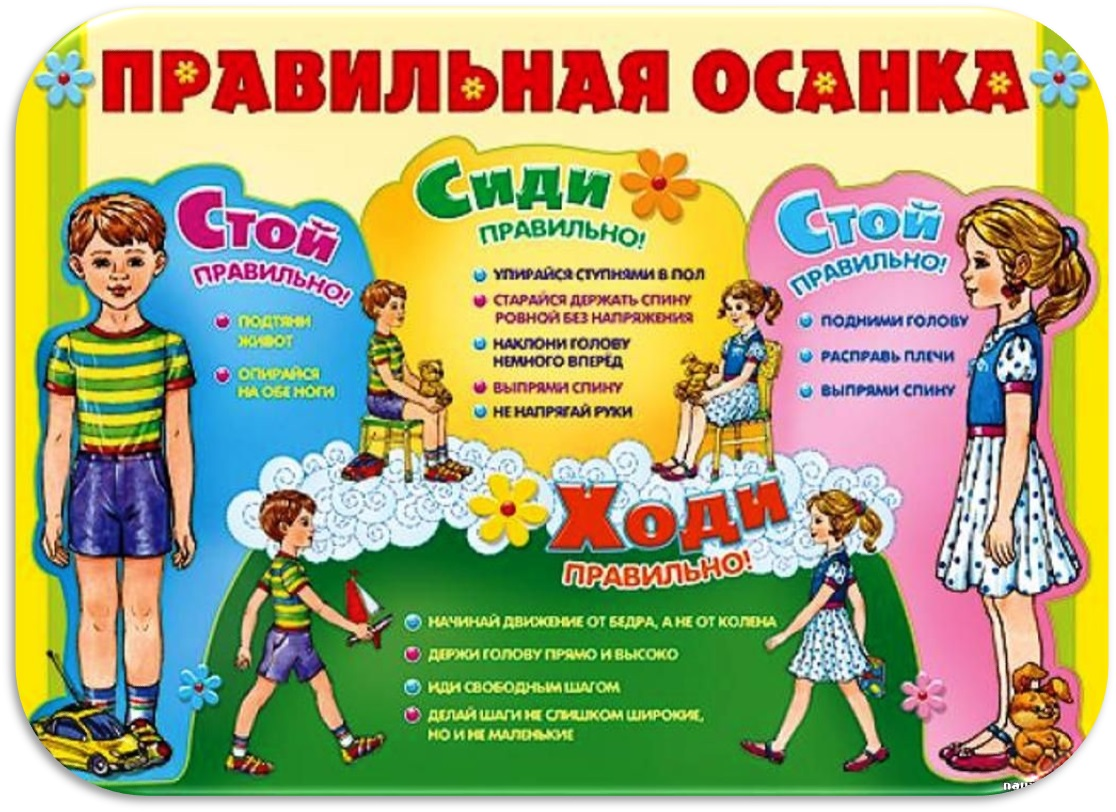 ПРАВИЛЬНАЯ ОСАНКА
Стой
ПРАВИЛЬНО!
ПОДТЯНИ
ЖИВОТ
ОПИРАЙСЯ
НА ОБЕ НОГИ
Сиди
ПРАВИЛЬНО!
УПИРАЙСЯ СТУПНЯМИ В ПОЛ
СТАРАЙСЯ ДЕРЖАТЬ СПИНУ
РОВНОЙ БЕЗ НАПРЯЖЕНИЯ
НАКЛОНИ ГОЛОВУ
НЕМНОГО ВПЕРЁД
ВЫПРЯМИ СПИНУ
НЕ НАПРЯГАЙ РУКИ
Стой
ПРАВИЛЬНО!
ПОДНИМИ ГОЛОВУ
РАСПРАВЬ ПЛЕЧИ
ВЫПРЯМИ СПИНУ
Ходи
ПРАВИЛЬНО!
НАЧИНАЙ ДВИЖЕНИЕ ОТ БЕДРА, А НЕ ОТ КОЛЕНА
ДЕРЖИ ГОЛОВУ ПРЯМО И ВЫСОКО
ИДИ СВОБОДНЫМ ШАГОМ
ДЕЛАЙ ШАГИ НЕ СЛИШКОМ ШИРОКИЕ,
НО И НЕ МАЛЕНЬКИЕ